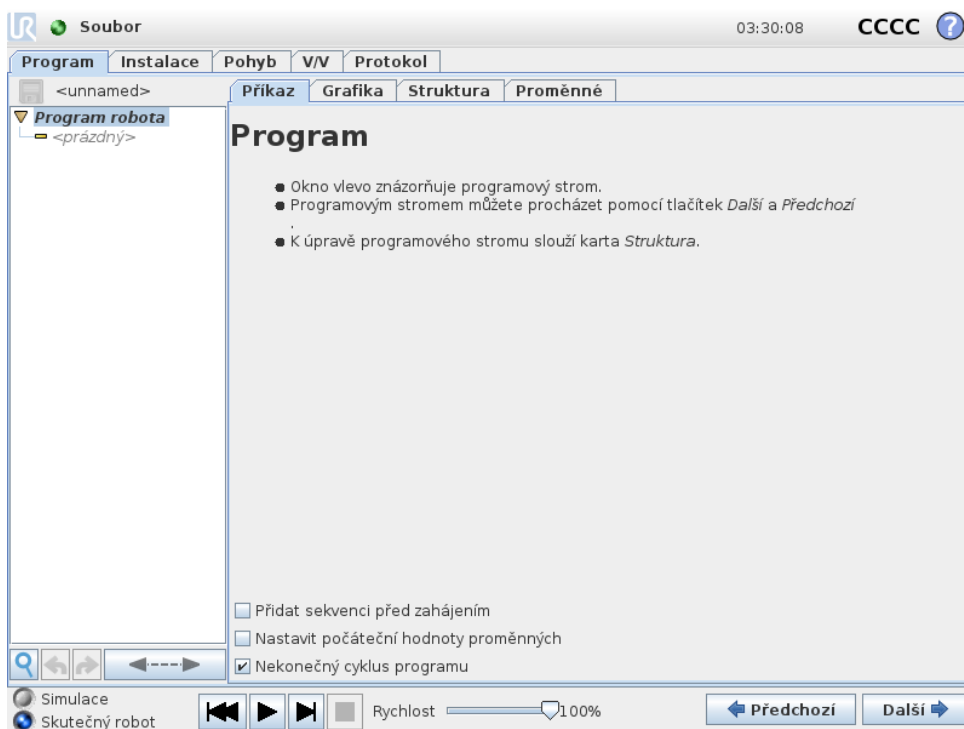 UR Soubor 03:30:08 CCCC ?
Program Instalace Pohyb V/V Protokol
<unnamed>
Příkaz Grafika Struktura Proměnné
Program robota
<prázdný>
Program
Okno vlevo znázorňuje programový strom.
Programovým stromem můžete procházet pomocí tlačítek Další a Předchozí
.
K úpravě programového stromu slouží karta Struktura.
Přidat sekvenci před zahájením
Nastavit počáteční hodnoty proměnných
Nekonečný cyklus programu
Simulace
Skutečný robot
Rychlost 100%
Předchozí Další